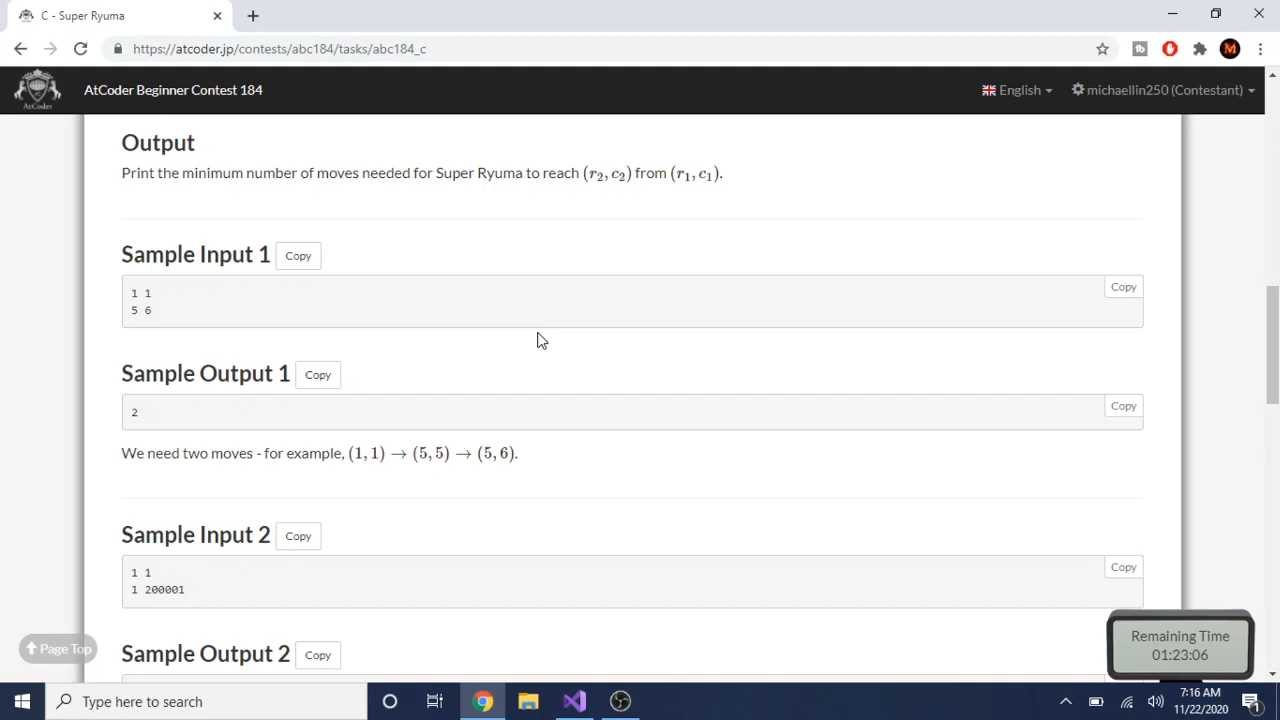 C - Super Ryuma
https://atcoder.jp/contests/abc184/tasks/abc184_c
M
AtCoder
AtCoder Beginner Contest 184
English
michaellin250 (Contestant)
Output
Print the minimum number of moves needed for Super Ryuma to reach (r₂, c₂) from (r₁, c₁).
Sample Input 1 Copy
Copy
1 1
5 6
Sample Output 1 Copy
Copy
2
We need two moves - for example, (1, 1) → (5, 5) → (5, 6).
Sample Input 2 Copy
Copy
1 1
1 200001
Sample Output 2 Copy
Page Top
Remaining Time
01:23:06
Type here to search
7:16 AM
11/22/2020
1